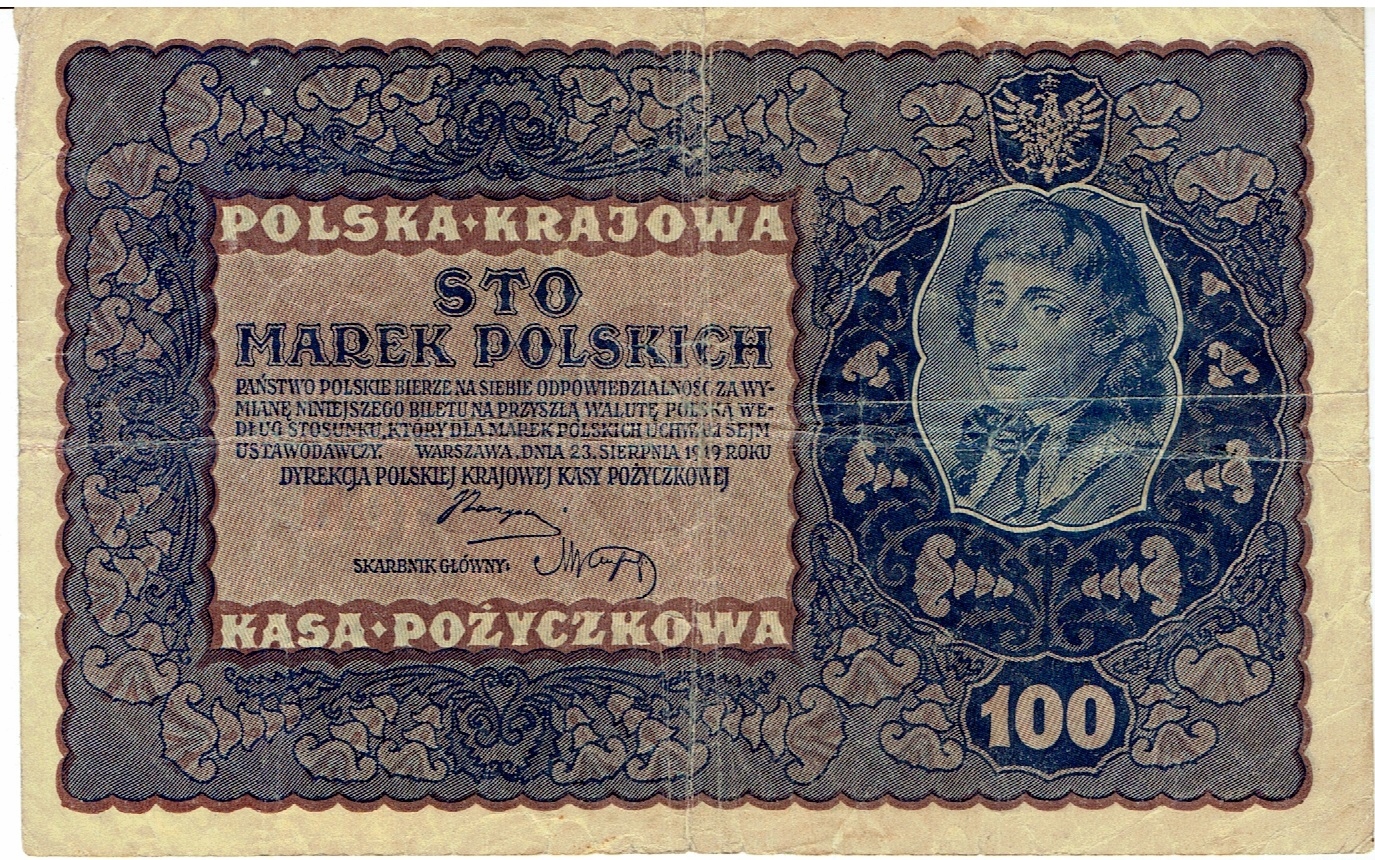 POLSKA KRAJOWA
STO
MAREK POLSKICH
PAŃSTWO POLSKIE BIERZE NA SIEBIE ODPOWIEDZIALNOŚĆ ZA WY-
MIANĘ NINIEJSZEGO BILETU NA PRZYSZŁĄ WALUTĘ POLSKĄ WE-
DŁUG STOSUNKU, KTÓRY DLA MAREK POLSKICH UCHWALI SEJM
USTAWODAWCZY. WARSZAWA, DNIA 23. SIERPNIA 1919 ROKU
DYREKCJA POLSKIEJ KRAJOWEJ KASY POŻYCZKOWEJ
SKARBNIK GŁÓWNY:
KASA POŻYCZKOWA
100